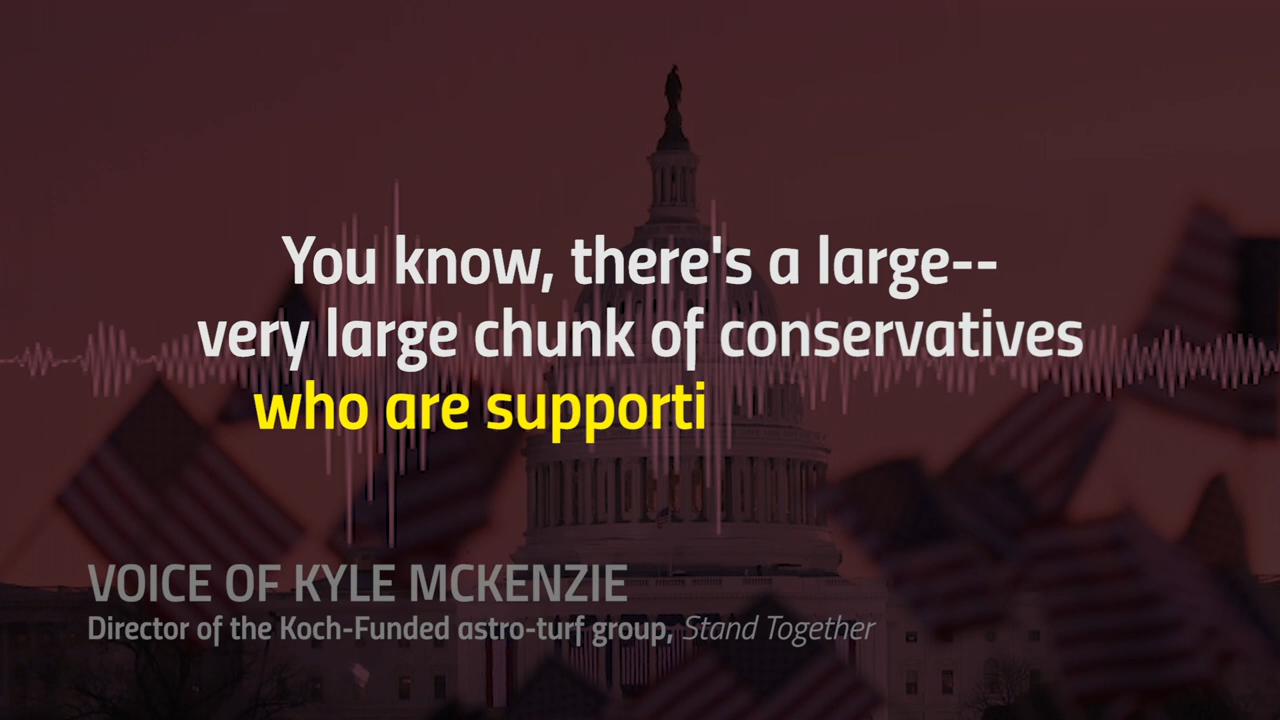 You know, there's a large--
very large chunk of conservatives
who are supporti
VOICE OF KYLE MCKENZIE
Director of the Koch-Funded astro-turf group, Stand Together